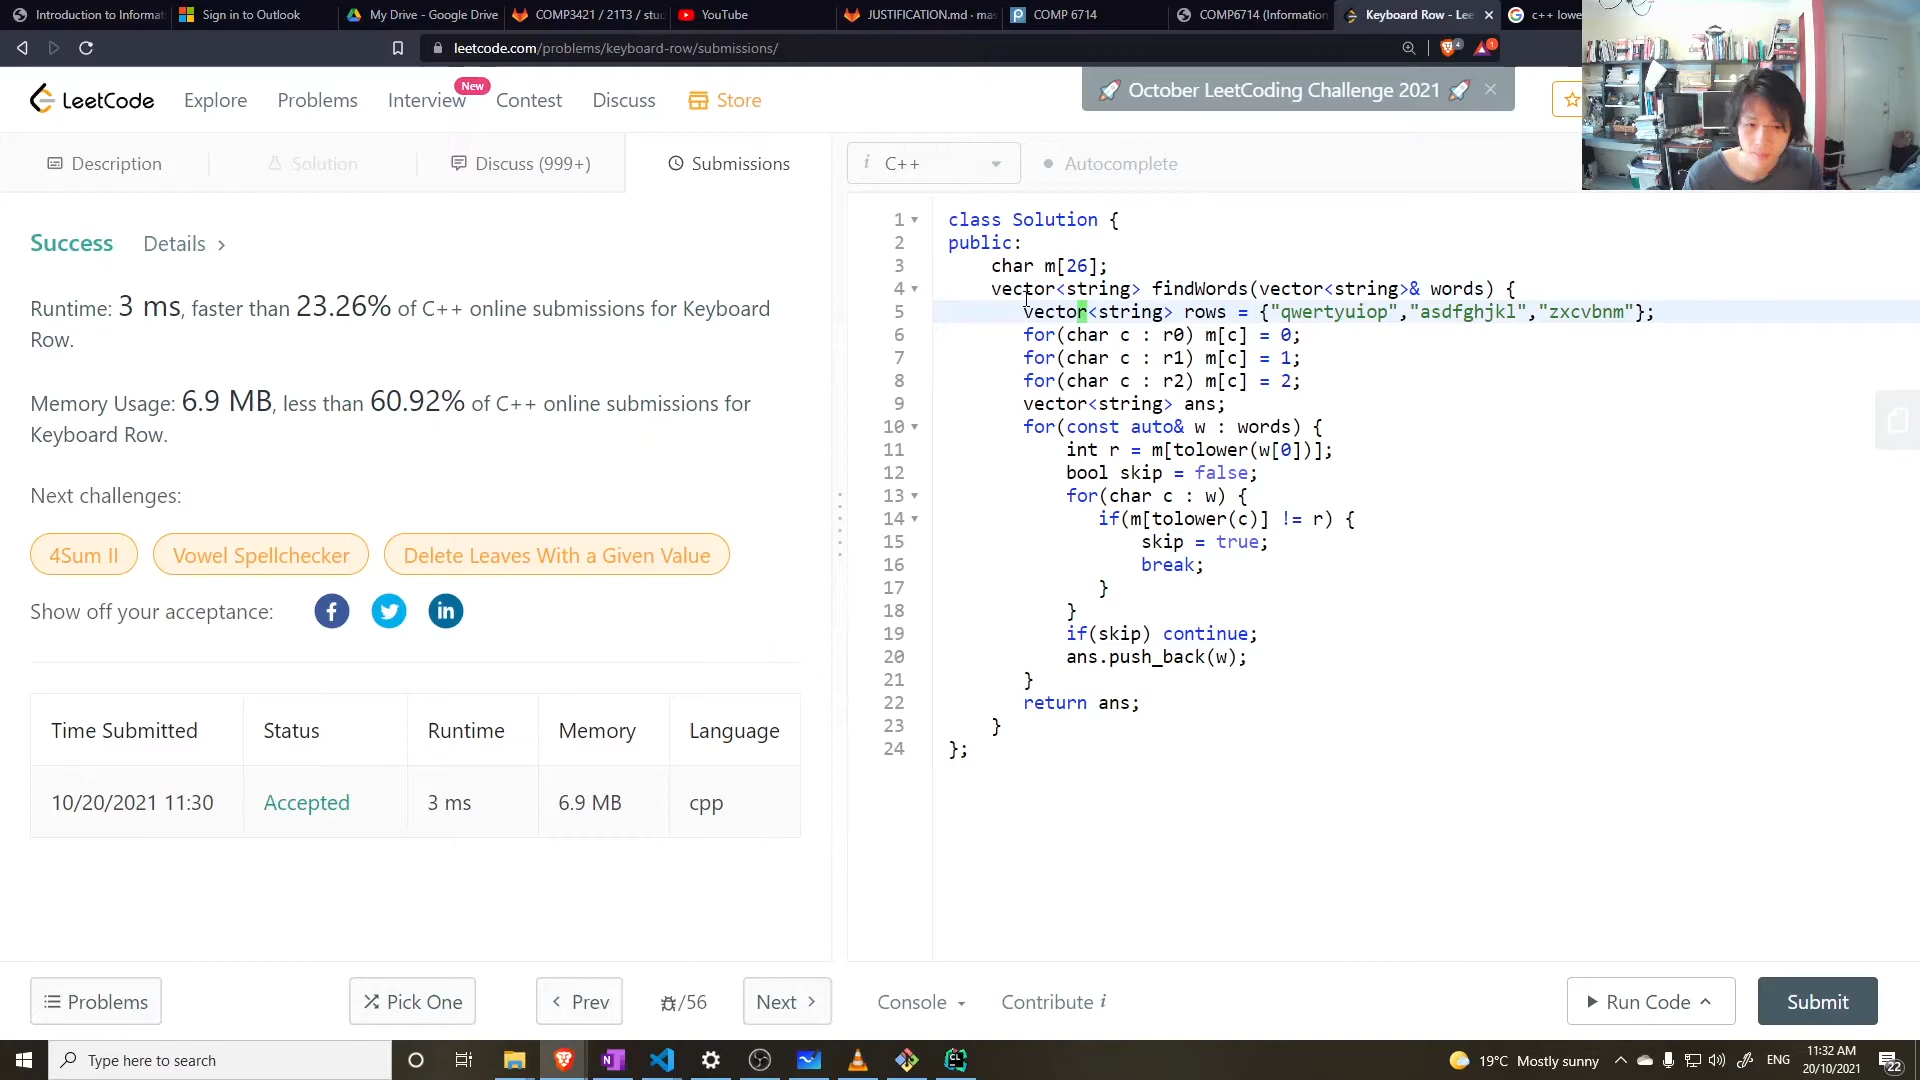 Introduction to Informat
Sign in to Outlook
My Drive - Google Drive
COMP3421 / 21T3 / stu
YouTube
JUSTIFICATION.md · mas
COMP 6714
COMP6714 (Information
Keyboard Row - Lee
c++ lowe
leetcode.com/problems/keyboard-row/submissions/
4
1
LeetCode
Explore
Problems
Interview
New
Contest
Discuss
Store
October LeetCoding Challenge 2021
Description
Solution
Discuss (999+)
Submissions
i C++
Autocomplete
Success
Details
Runtime: 3 ms, faster than 23.26% of C++ online submissions for Keyboard
Row.
Memory Usage: 6.9 MB, less than 60.92% of C++ online submissions for
Keyboard Row.
Next challenges:
4Sum II
Vowel Spellchecker
Delete Leaves With a Given Value
Show off your acceptance:
Time Submitted Status Runtime Memory Language
10/20/2021 11:30 Accepted 3 ms 6.9 MB cpp
1 class Solution {
2 public:
3 char m[26];
4 vector<string> findWords(vector<string>& words) {
5 vector<string> rows = {"qwertyuiop","asdfghjkl","zxcvbnm"};
6 for(char c : r0) m[c] = 0;
7 for(char c : r1) m[c] = 1;
8 for(char c : r2) m[c] = 2;
9 vector<string> ans;
10 for(const auto& w : words) {
11 int r = m[tolower(w[0])];
12 bool skip = false;
13 for(char c : w) {
14 if(m[tolower(c)] != r) {
15 skip = true;
16 break;
17 }
18 }
19 if(skip) continue;
20 ans.push_back(w);
21 }
22 return ans;
23 }
24 };
Problems
Pick One
Prev
/56
Next
Console
Contribute i
Run Code
Submit
Type here to search
19°C Mostly sunny
ENG
11:32 AM
20/10/2021
22